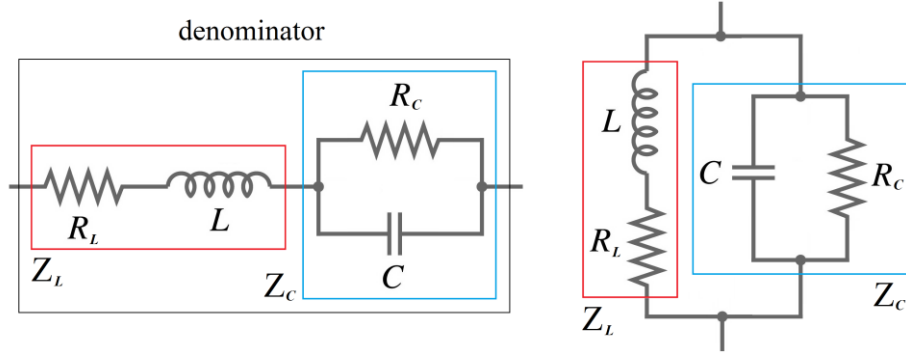 denominator
R_C
R_L
L
C
Z_L
Z_C
L
R_L
C
R_C
Z_L
Z_C